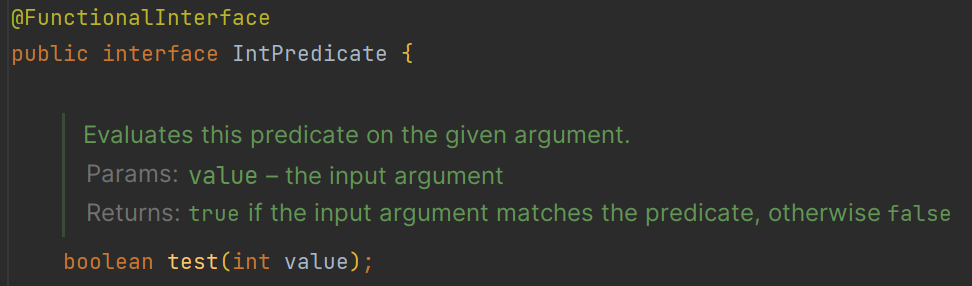 @FunctionalInterface
public interface IntPredicate {
Evaluates this predicate on the given argument.
Params: value – the input argument
Returns: true if the input argument matches the predicate, otherwise false
boolean test(int value);